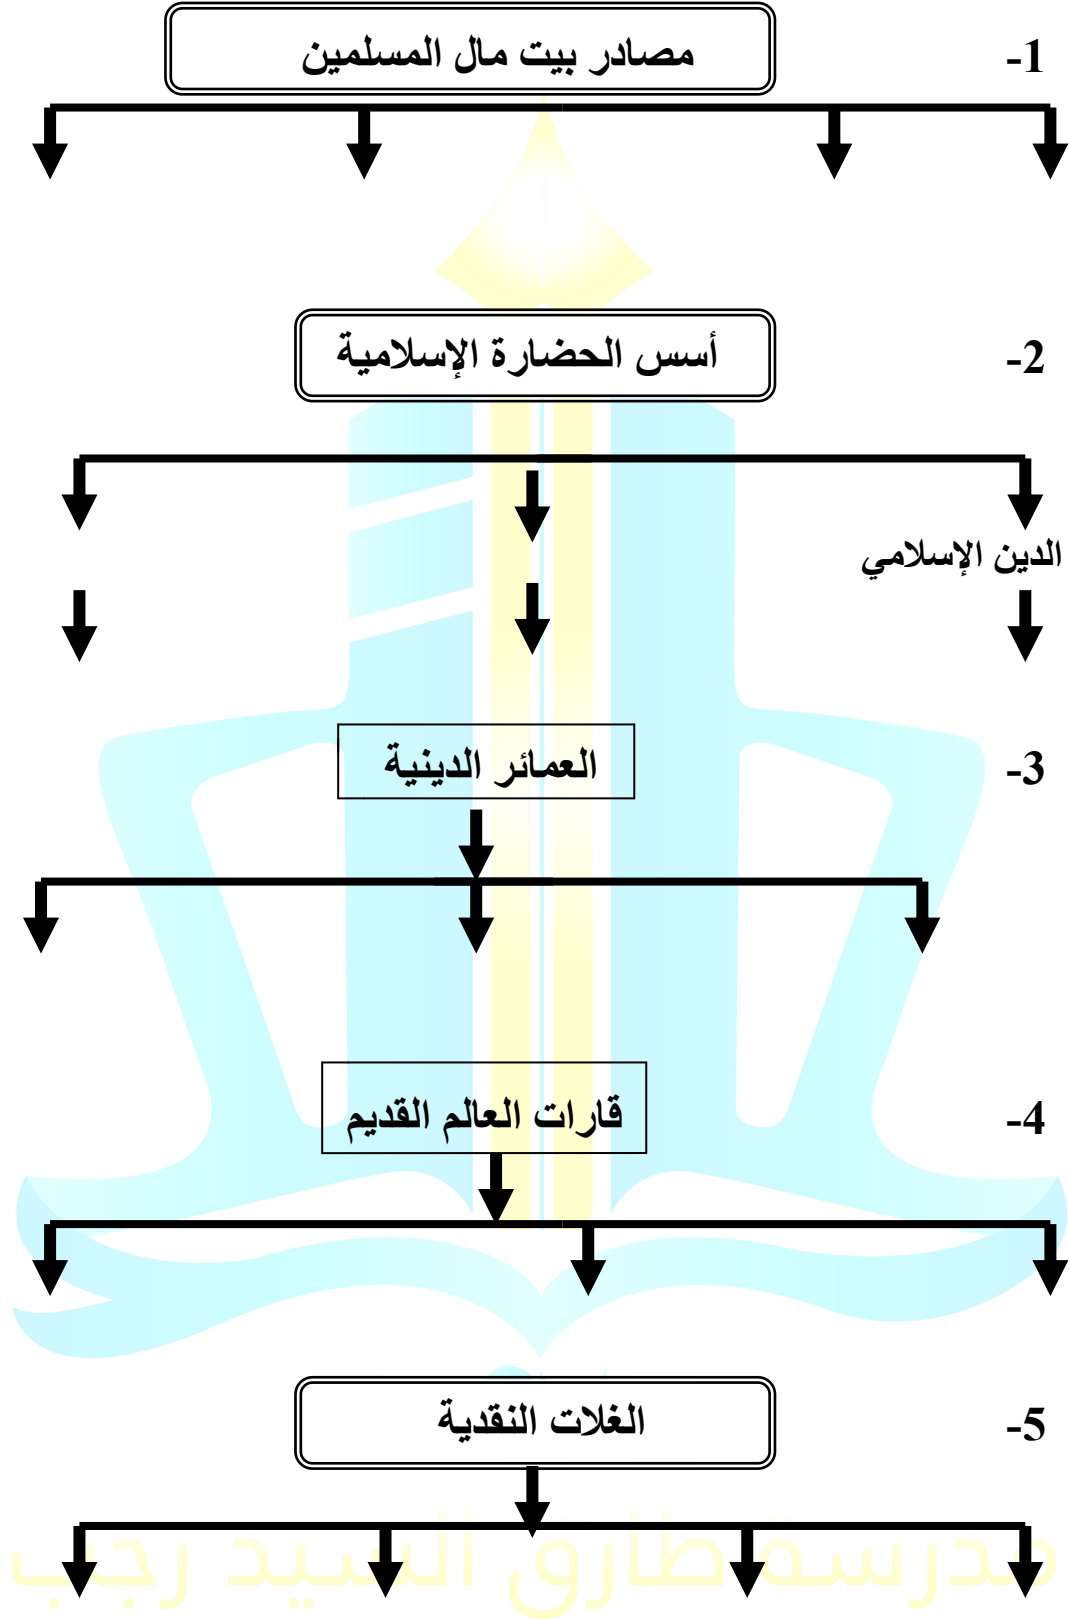 1- مصادر بيت مال المسلمين
2- أسس الحضارة الإسلامية
الدين الإسلامي
3- العمائر الدينية
4- قارات العالم القديم
5- الغلات النقدية
مدرسة طارق السيد رجب